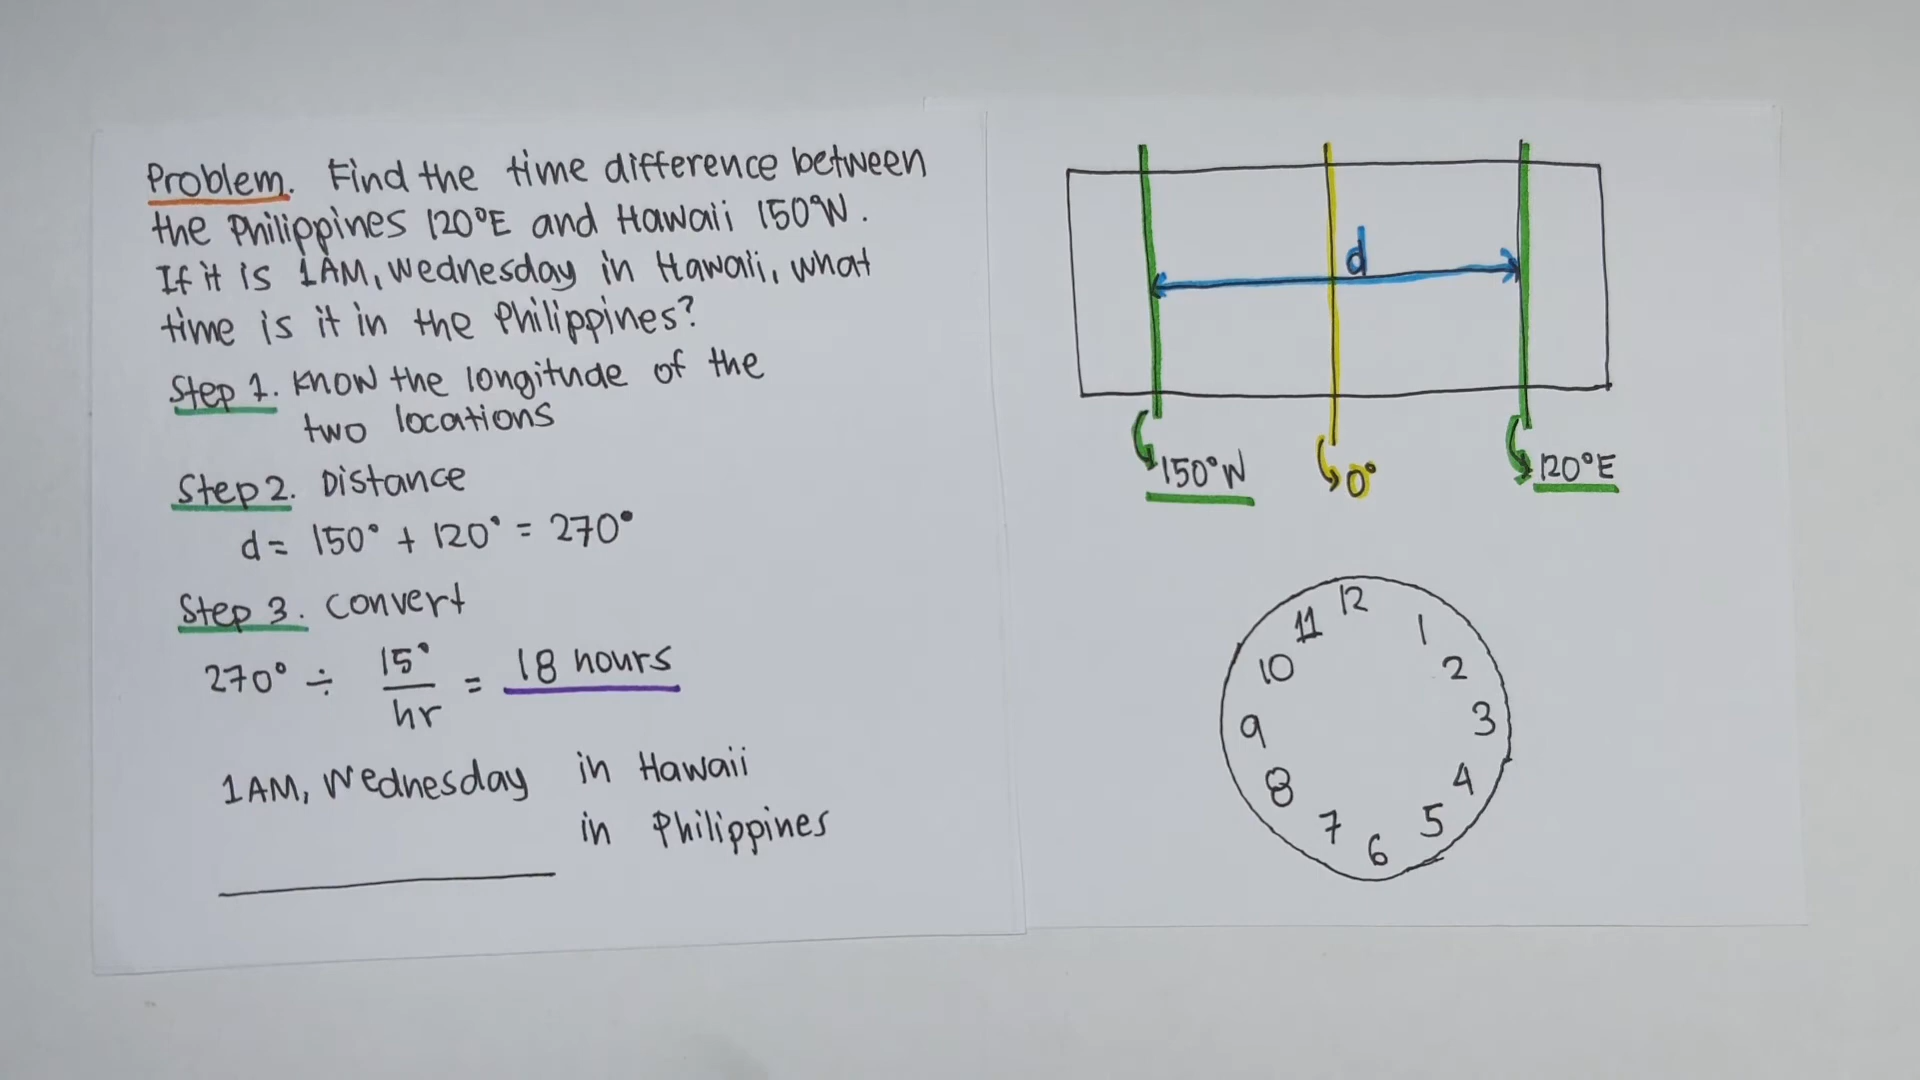 Problem. Find the time difference between
the Philippines 120°E and Hawaii 150°W.
If it is 1AM, Wednesday in Hawaii, what
time is it in the Philippines?
Step 1. Know the longitude of the
two locations
Step 2. Distance
d = 150° + 120° = 270°
Step 3. Convert
270° ÷ 15°/hr = 18 hours
1AM, Wednesday in Hawaii
in Philippines
d
150°W
0°
120°E
12
1
2
3
4
5
6
7
8
9
10
11